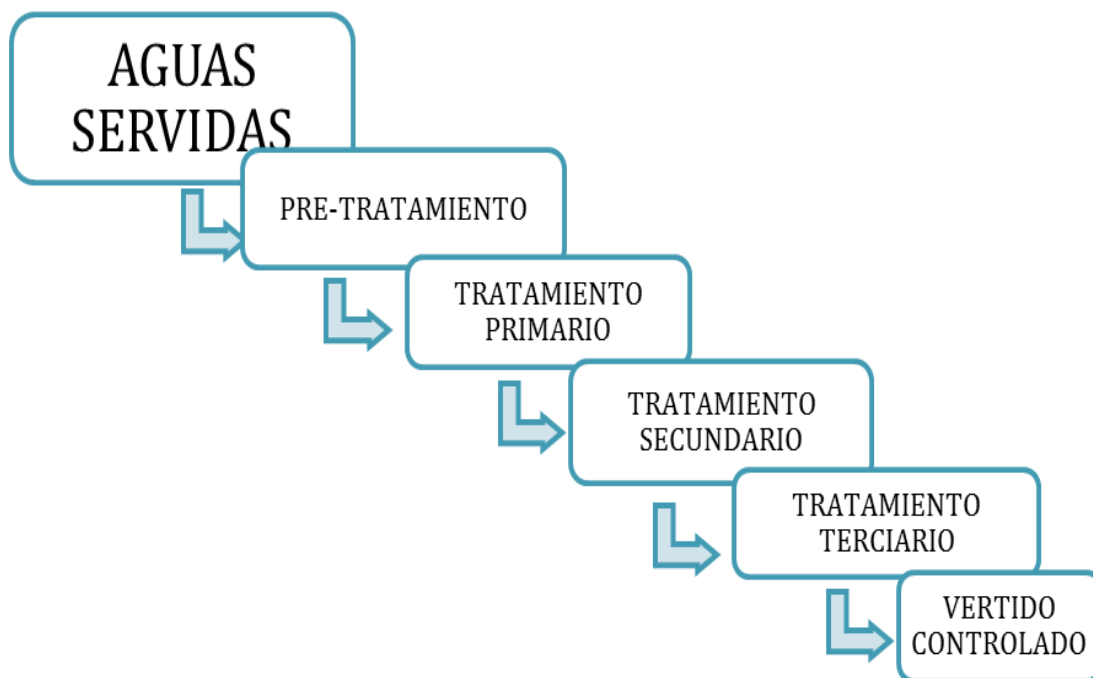 AGUAS
SERVIDAS
PRE-TRATAMIENTO
TRATAMIENTO
PRIMARIO
TRATAMIENTO
SECUNDARIO
TRATAMIENTO
TERCIARIO
VERTIDO
CONTROLADO